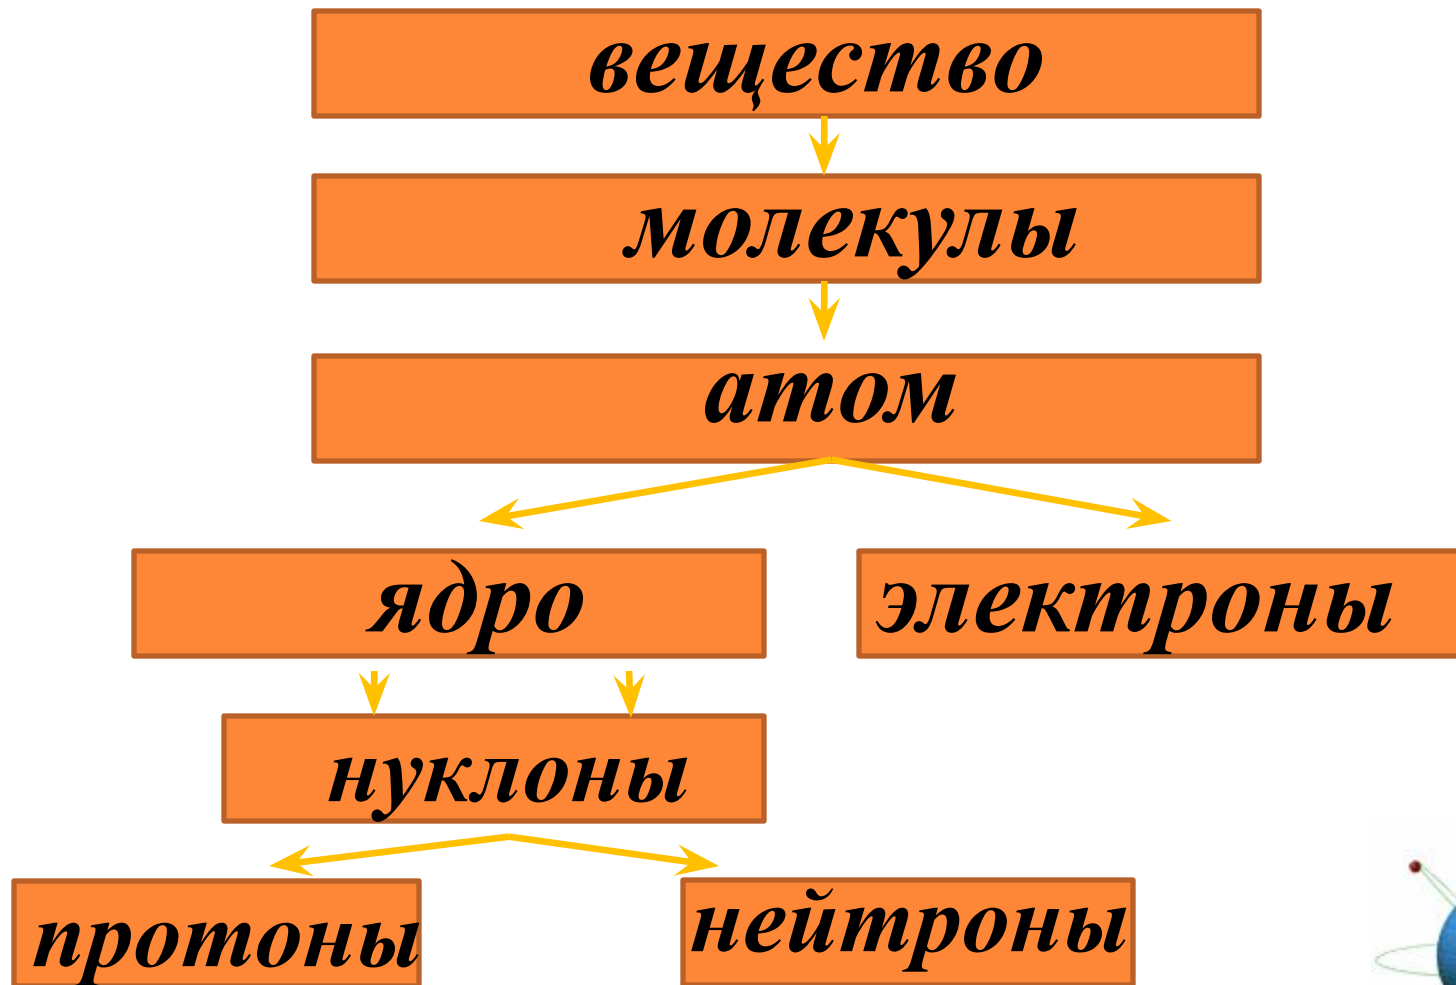 вещество
молекулы
атом
ядро
электроны
нуклоны
протоны
нейтроны